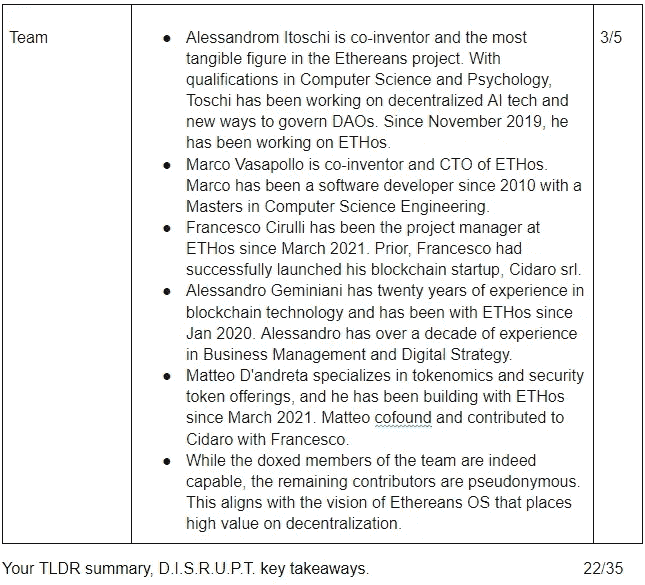 Team
● Alessandrom Itoschi is co-inventor and the most
tangible figure in the Ethereans project. With
qualifications in Computer Science and Psychology,
Toschi has been working on decentralized AI tech and
new ways to govern DAOs. Since November 2019, he
has been working on ETHos.
● Marco Vasapollo is co-inventor and CTO of ETHos.
Marco has been a software developer since 2010 with a
Masters in Computer Science Engineering.
● Francesco Cirulli has been the project manager at
ETHos since March 2021. Prior, Francesco had
successfully launched his blockchain startup, Cidaro srl.
● Alessandro Geminiani has twenty years of experience in
blockchain technology and has been with ETHos since
Jan 2020. Alessandro has over a decade of experience
in Business Management and Digital Strategy.
● Matteo D'andreta specializes in tokenomics and security
token offerings, and he has been building with ETHos
since March 2021. Matteo cofound and contributed to
Cidaro with Francesco.
● While the doxed members of the team are indeed
capable, the remaining contributors are pseudonymous.
This aligns with the vision of Ethereans OS that places
high value on decentralization.
3/5
Your TLDR summary, D.I.S.R.U.P.T. key takeaways.
22/35